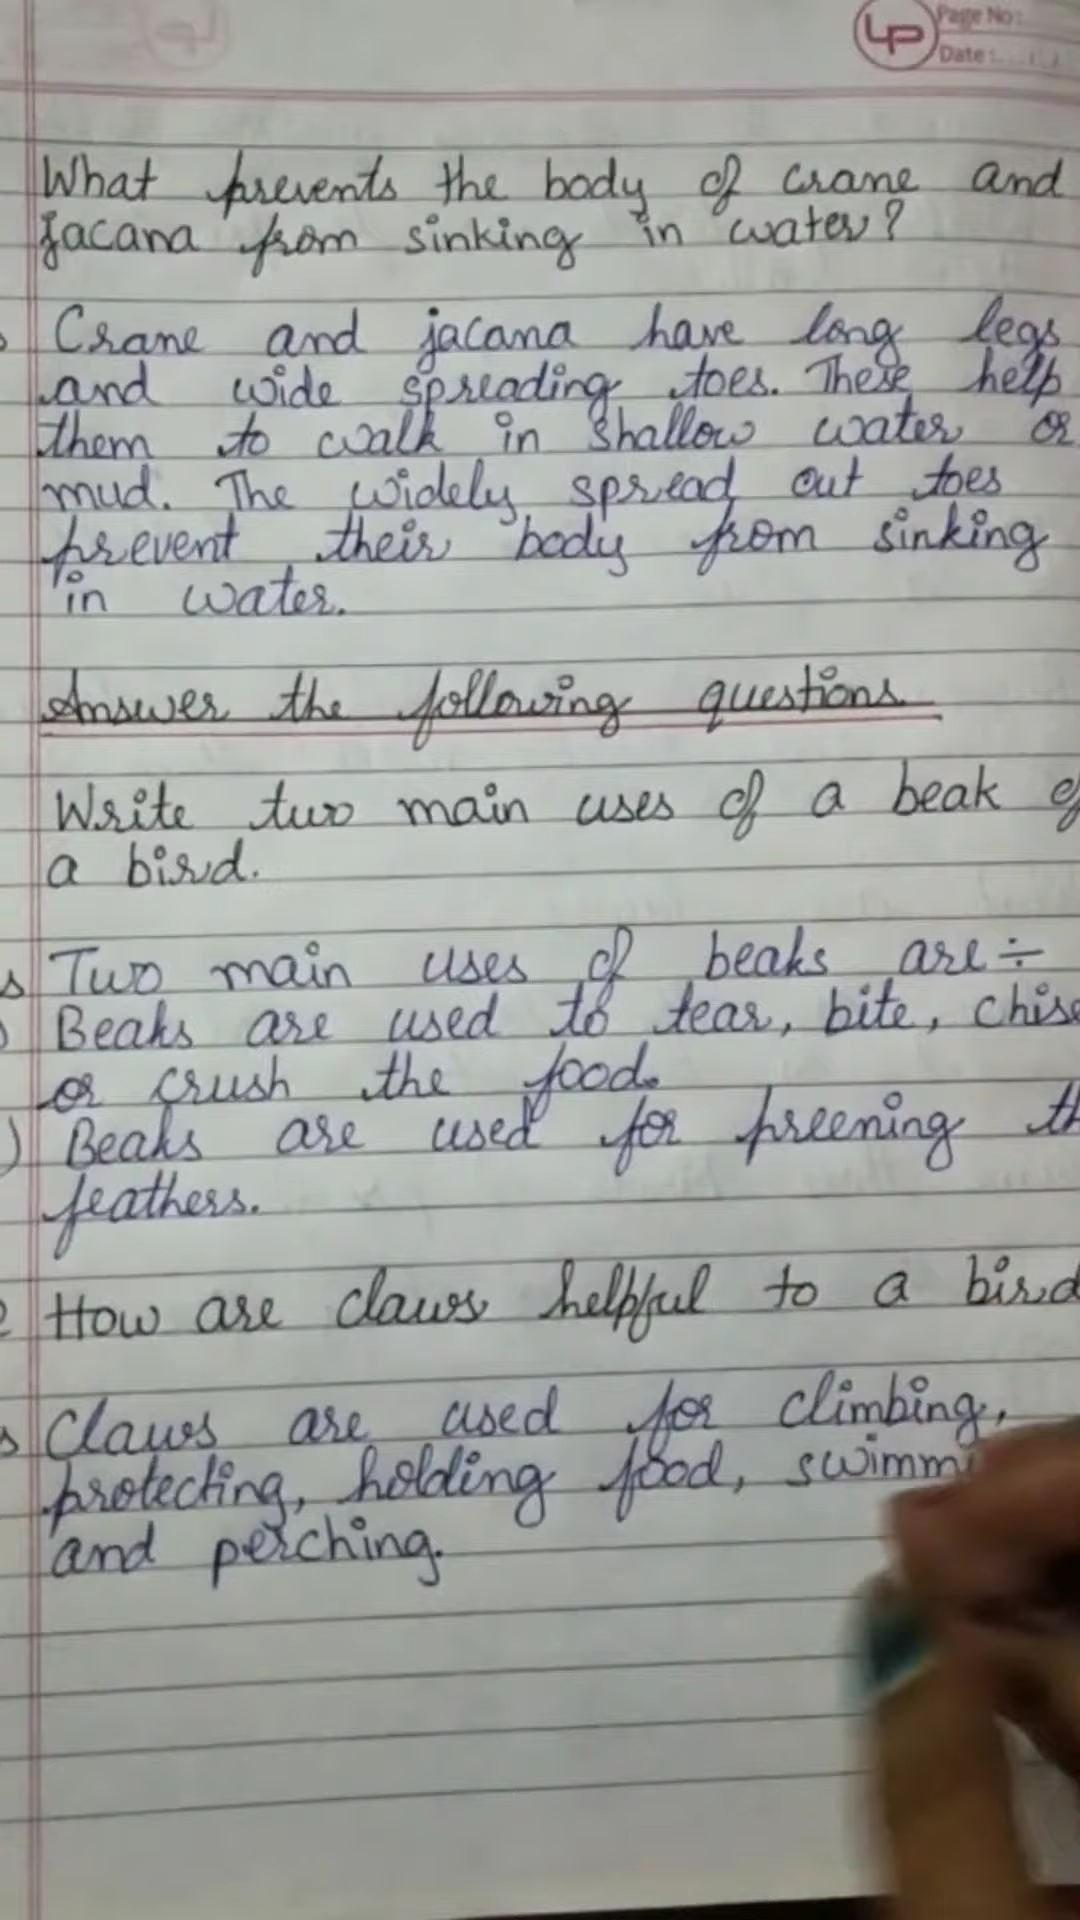 LP
Page No:
Date:
What prevents the body of crane and
jacana from sinking in water?
Crane and jacana have long legs
and wide spreading toes. These help
them to walk in shallow water or
mud. The widely spread out toes
prevent their body from sinking
in water.
Answer the following questions
Write two main uses of a beak of
a bird.
Two main uses of beaks are÷
Beaks are used to tear, bite,
or crush the food.
) Beaks are used for preening
feathers.
How are claws helpful to a bird
Claws are used for climbing,
protecting, holding food,
and perching.